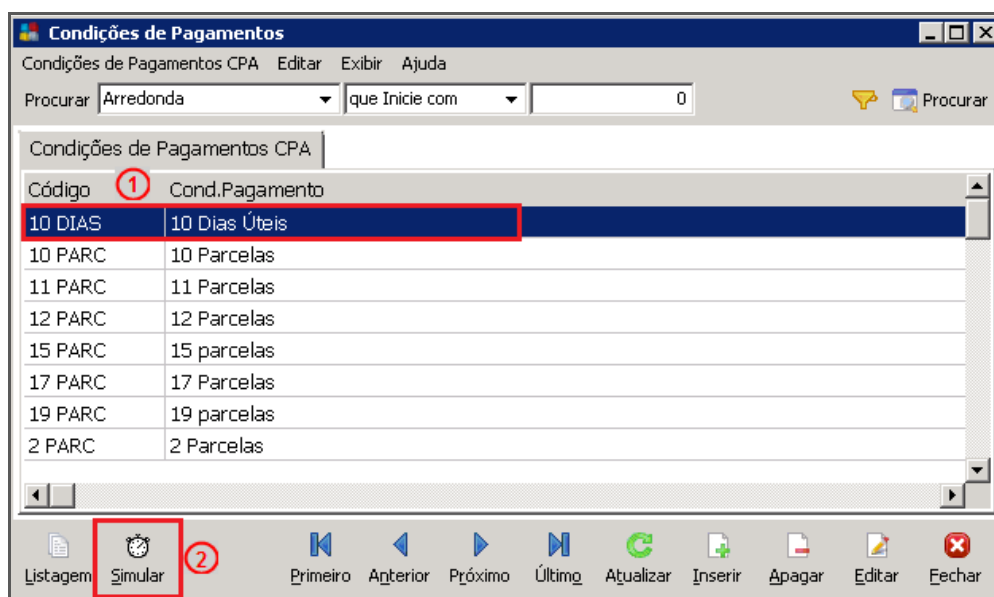 Condições de Pagamentos
Condições de Pagamentos CPA Editar Exibir Ajuda
Procurar Arredonda que Inicie com 0 Procurar
Condições de Pagamentos CPA
Código 1 Cond.Pagamento
10 DIAS 10 Dias Úteis
10 PARC 10 Parcelas
11 PARC 11 Parcelas
12 PARC 12 Parcelas
15 PARC 15 parcelas
17 PARC 17 Parcelas
19 PARC 19 parcelas
2 PARC 2 Parcelas
2
Listagem Simular Primeiro Anterior Próximo Último Atualizar Inserir Apagar Editar Fechar